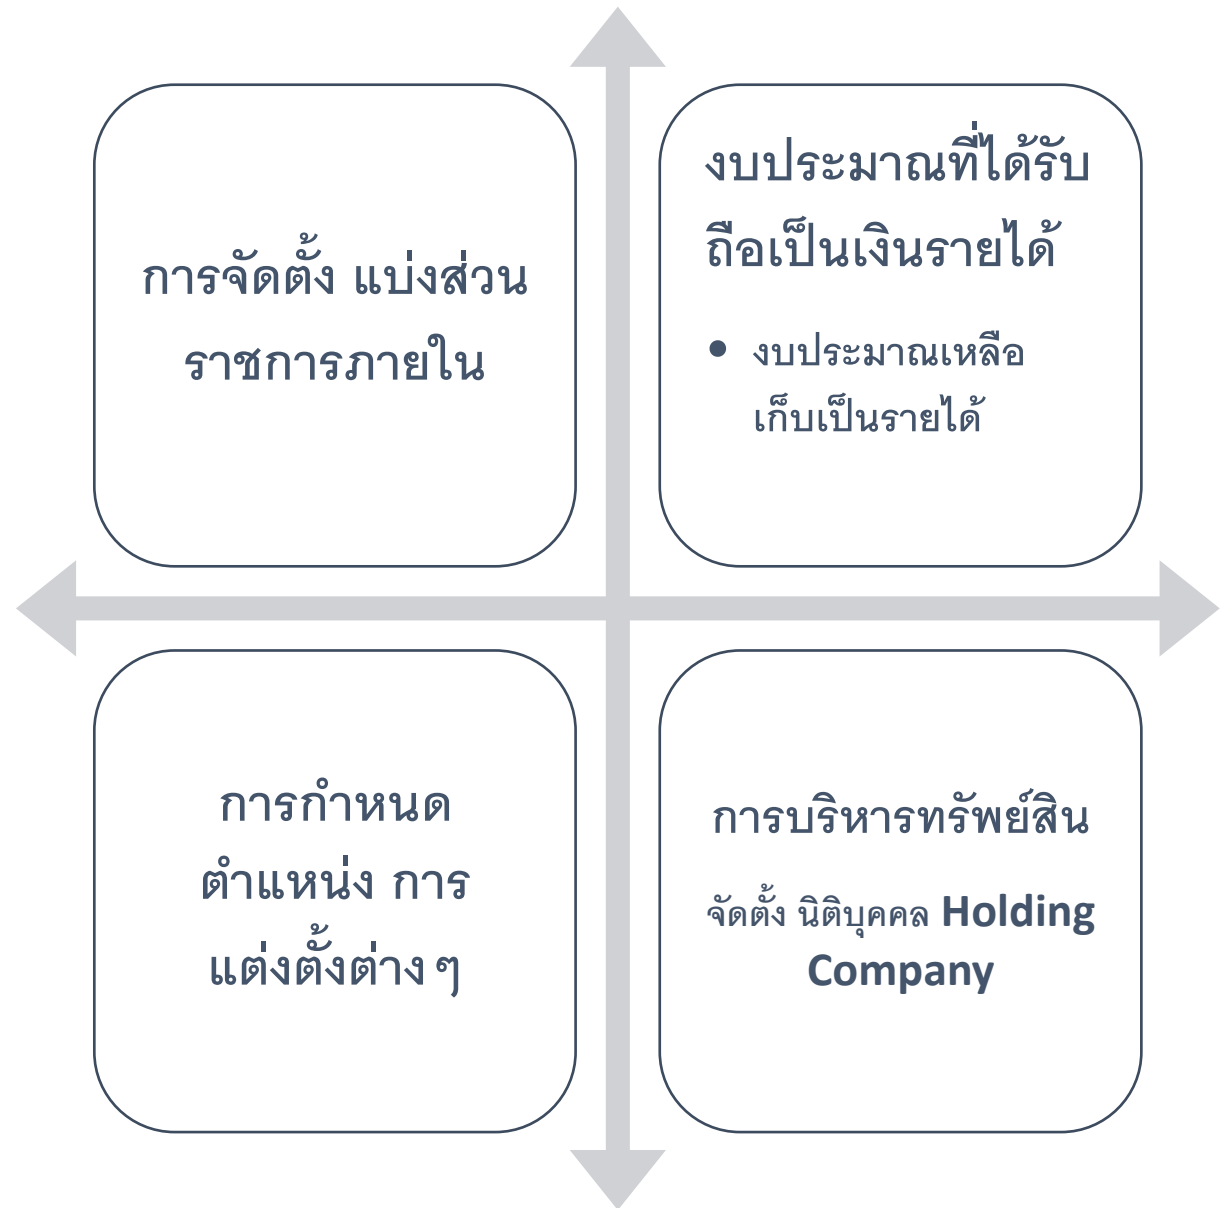 การจัดตั้ง แบ่งส่วน
ราชการภายใน
งบประมาณที่ได้รับ
ถือเป็นเงินรายได้
• งบประมาณเหลือ
เก็บเป็นรายได้
การกำหนด
ตำแหน่ง การ
แต่งตั้งต่าง ๆ
การบริหารทรัพย์สิน
จัดตั้ง นิติบุคคล Holding
Company